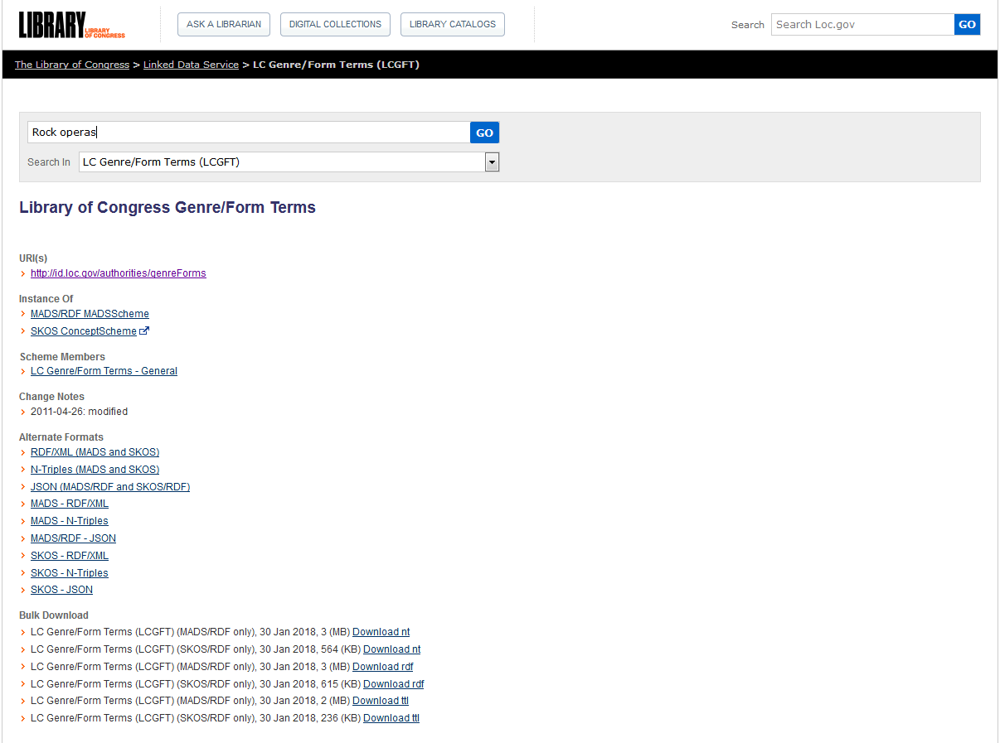 LIBRARY LIBRARY OF CONGRESS
ASK A LIBRARIAN DIGITAL COLLECTIONS LIBRARY CATALOGS Search Search Loc.gov GO
The Library of Congress > Linked Data Service > LC Genre/Form Terms (LCGFT)
Rock operas GO
Search In LC Genre/Form Terms (LCGFT)
Library of Congress Genre/Form Terms
URI(s)
http://id.loc.gov/authorities/genreForms
Instance Of
MADS/RDF MADSScheme
SKOS ConceptScheme
Scheme Members
LC Genre/Form Terms - General
Change Notes
2011-04-26: modified
Alternate Formats
RDF/XML (MADS and SKOS)
N-Triples (MADS and SKOS)
JSON (MADS/RDF and SKOS/RDF)
MADS - RDF/XML
MADS - N-Triples
MADS/RDF - JSON
SKOS - RDF/XML
SKOS - N-Triples
SKOS - JSON
Bulk Download
LC Genre/Form Terms (LCGFT) (MADS/RDF only), 30 Jan 2018, 3 (MB) Download nt
LC Genre/Form Terms (LCGFT) (SKOS/RDF only), 30 Jan 2018, 564 (KB) Download nt
LC Genre/Form Terms (LCGFT) (MADS/RDF only), 30 Jan 2018, 3 (MB) Download rdf
LC Genre/Form Terms (LCGFT) (SKOS/RDF only), 30 Jan 2018, 615 (KB) Download rdf
LC Genre/Form Terms (LCGFT) (MADS/RDF only), 30 Jan 2018, 2 (MB) Download ttl
LC Genre/Form Terms (LCGFT) (SKOS/RDF only), 30 Jan 2018, 236 (KB) Download ttl